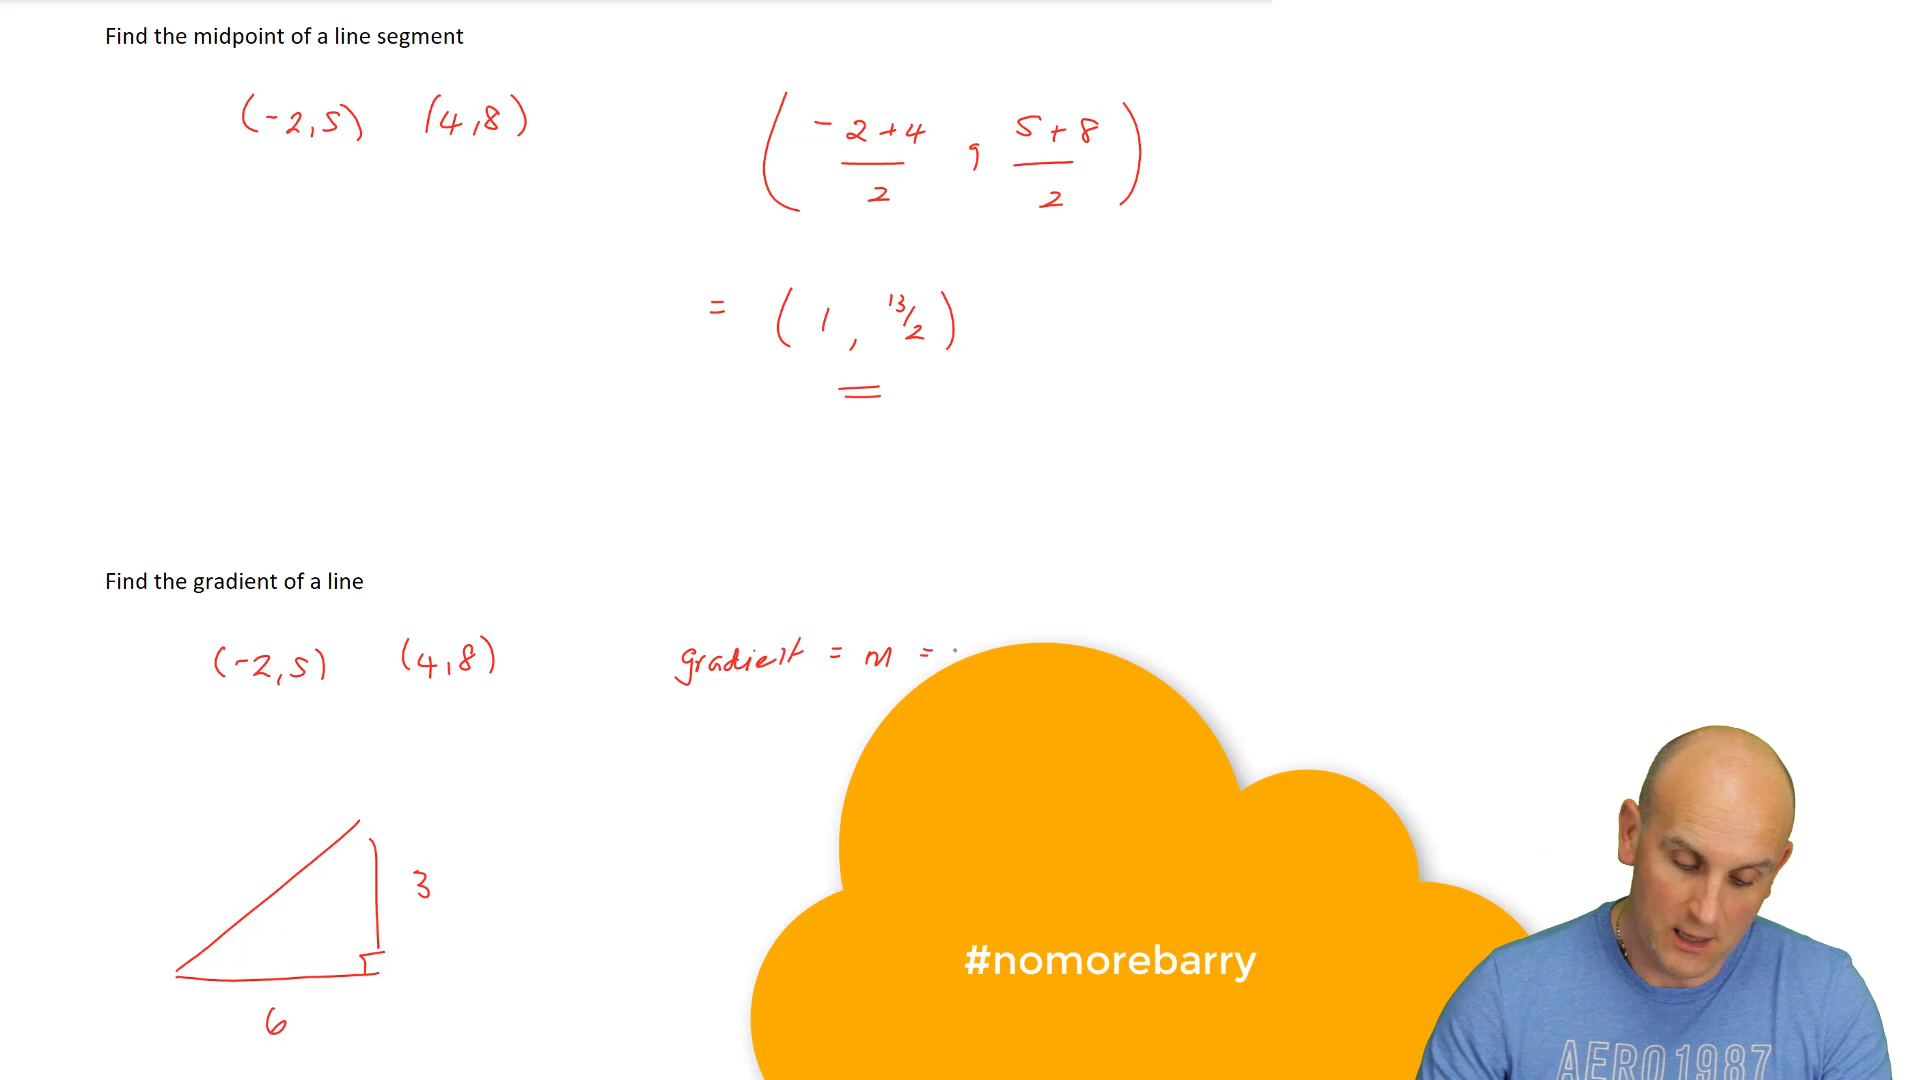 Find the midpoint of a line segment
(-2,5) (4,8)
( -2+4/2 , 5+8/2 )
= ( 1 , 13/2 )
Find the gradient of a line
(-2,5) (4,8)
gradient = m =
3
6
#nomorebarry
AERO1987